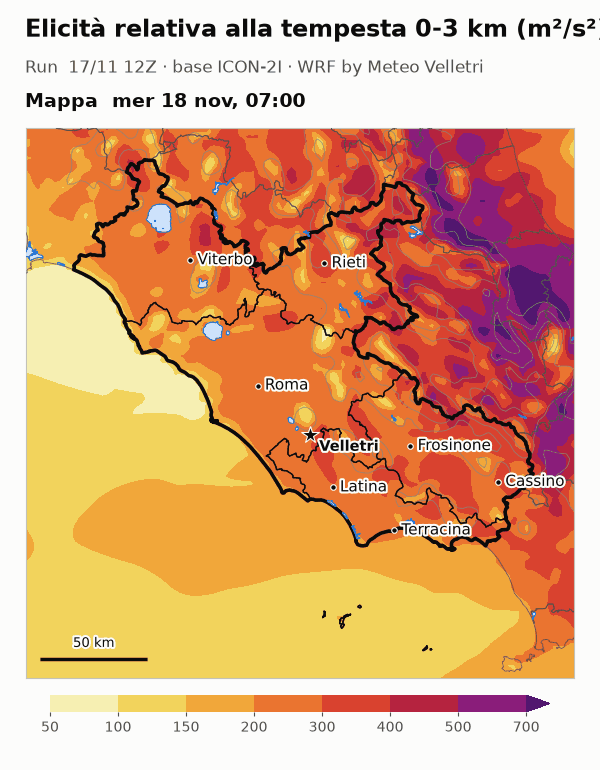 Elicità relativa alla tempesta 0-3 km (m²/s²)
Run 17/11 12Z · base ICON-2I · WRF by Meteo Velletri
Mappa mer 18 nov, 07:00
Viterbo
Rieti
Roma
Velletri
Frosinone
Latina
Cassino
Terracina
50 km
50 100 150 200 300 400 500 700